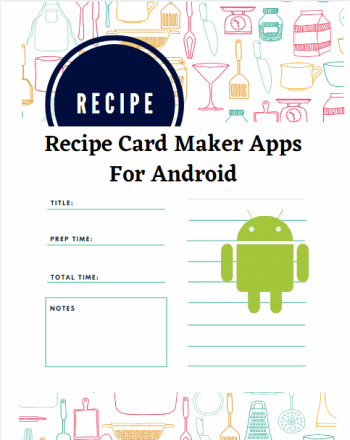 RECIPE
Recipe Card Maker Apps
For Android
TITLE:
PREP TIME:
TOTAL TIME:
NOTES